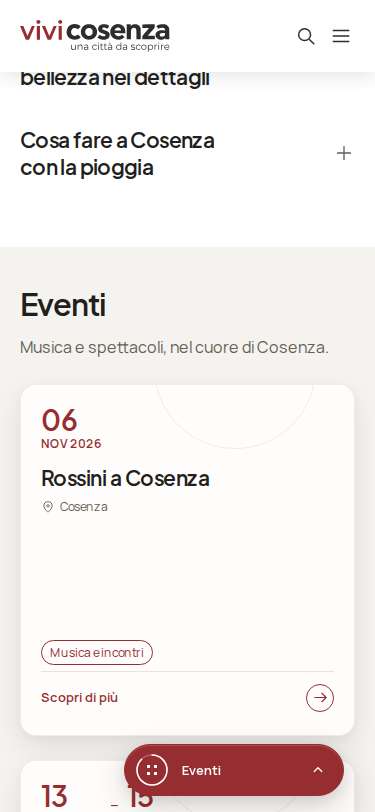 vivicosenza
una città da scoprire
bellezza nei dettagli
Cosa fare a Cosenza
con la pioggia
Eventi
Musica e spettacoli, nel cuore di Cosenza.
06
NOV 2026
Rossini a Cosenza
Cosenza
Musica e incontri
Scopri di più
Eventi
13 – 15